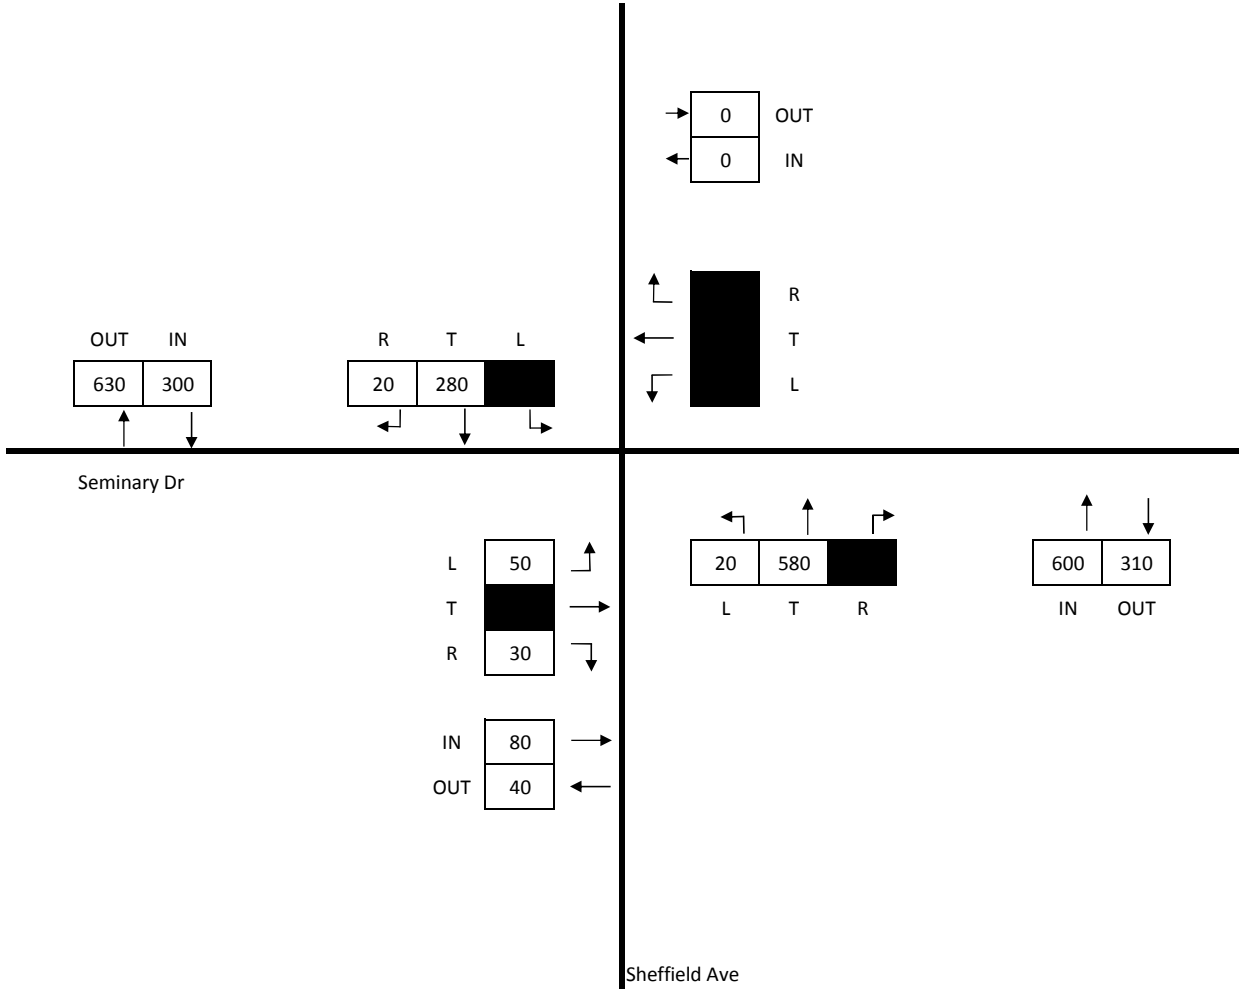 0 OUT
0 IN
R
T
L
OUT IN
630 300
R T L
20 280
Seminary Dr
L 50
T
R 30
IN 80
OUT 40
20 580
L T R
600 310
IN OUT
Sheffield Ave